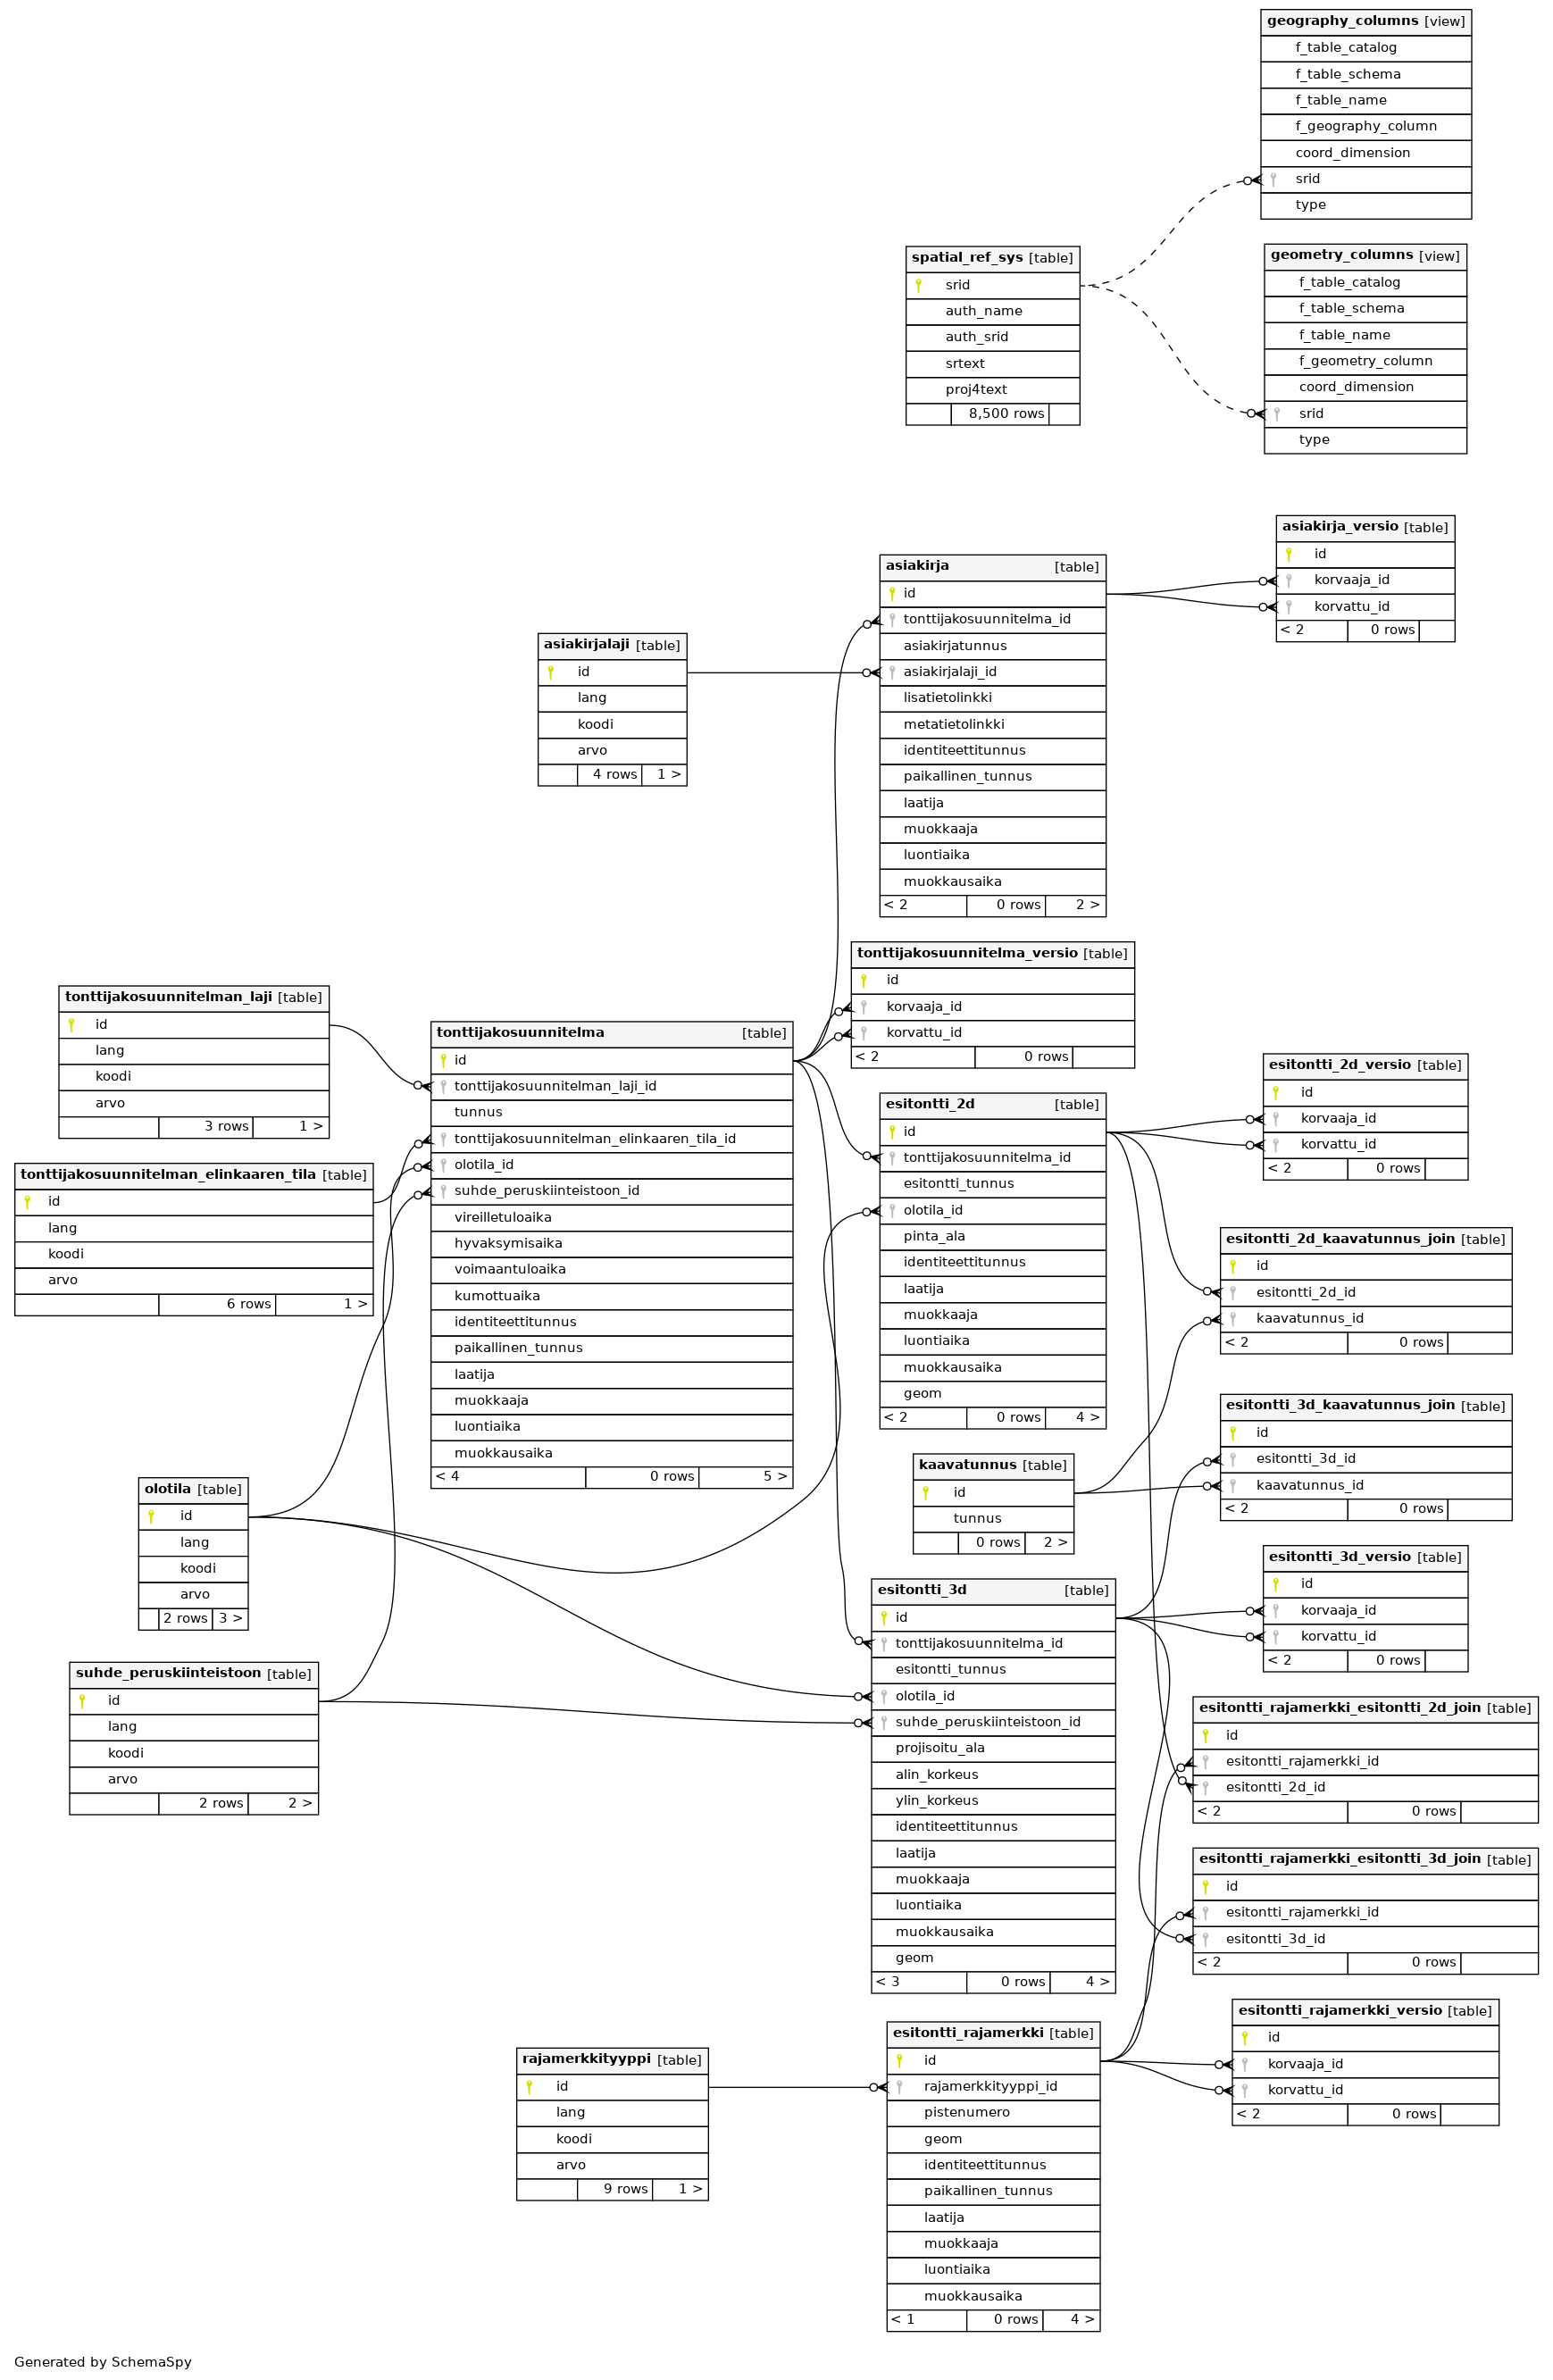 geography_columns [view]
f_table_catalog
f_table_schema
f_table_name
f_geography_column
coord_dimension
srid
type
geometry_columns [view]
f_table_catalog
f_table_schema
f_table_name
f_geometry_column
coord_dimension
srid
type
spatial_ref_sys [table]
srid
auth_name
auth_srid
srtext
proj4text
8,500 rows
asiakirja_versio [table]
id
korvaaja_id
korvattu_id
< 2 0 rows
asiakirja [table]
id
tonttijakosuunnitelma_id
asiakirjatunnus
asiakirjalaji_id
lisatietolinkki
metatietolinkki
identiteettitunnus
paikallinen_tunnus
laatija
muokkaaja
luontiaika
muokkausaika
< 2 0 rows 2 >
asiakirjalaji [table]
id
lang
koodi
arvo
4 rows 1 >
tonttijakosuunnitelma_versio [table]
id
korvaaja_id
korvattu_id
< 2 0 rows
tonttijakosuunnitelman_laji [table]
id
lang
koodi
arvo
3 rows 1 >
tonttijakosuunnitelma [table]
id
tonttijakosuunnitelman_laji_id
tunnus
tonttijakosuunnitelman_elinkaaren_tila_id
olotila_id
suhde_peruskiinteistoon_id
vireilletuloaika
hyvaksymisaika
voimaantuloaika
kumottuaika
identiteettitunnus
paikallinen_tunnus
laatija
muokkaaja
luontiaika
muokkausaika
< 4 0 rows 5 >
tonttijakosuunnitelman_elinkaaren_tila [table]
id
lang
koodi
arvo
6 rows 1 >
esitontti_2d [table]
id
tonttijakosuunnitelma_id
esitontti_tunnus
olotila_id
pinta_ala
identiteettitunnus
laatija
muokkaaja
luontiaika
muokkausaika
geom
< 2 0 rows 4 >
esitontti_2d_versio [table]
id
korvaaja_id
korvattu_id
< 2 0 rows
esitontti_2d_kaavatunnus_join [table]
id
esitontti_2d_id
kaavatunnus_id
< 2 0 rows
esitontti_3d_kaavatunnus_join [table]
id
esitontti_3d_id
kaavatunnus_id
< 2 0 rows
kaavatunnus [table]
id
tunnus
0 rows 2 >
olotila [table]
id
lang
koodi
arvo
2 rows 3 >
esitontti_3d_versio [table]
id
korvaaja_id
korvattu_id
< 2 0 rows
esitontti_3d [table]
id
tonttijakosuunnitelma_id
esitontti_tunnus
olotila_id
suhde_peruskiinteistoon_id
projisoitu_ala
alin_korkeus
ylin_korkeus
identiteettitunnus
laatija
muokkaaja
luontiaika
muokkausaika
geom
< 3 0 rows 4 >
suhde_peruskiinteistoon [table]
id
lang
koodi
arvo
2 rows 2 >
esitontti_rajamerkki_esitontti_2d_join [table]
id
esitontti_rajamerkki_id
esitontti_2d_id
< 2 0 rows
esitontti_rajamerkki_esitontti_3d_join [table]
id
esitontti_rajamerkki_id
esitontti_3d_id
< 2 0 rows
esitontti_rajamerkki_versio [table]
id
korvaaja_id
korvattu_id
< 2 0 rows
esitontti_rajamerkki [table]
id
rajamerkkityyppi_id
pistenumero
geom
identiteettitunnus
paikallinen_tunnus
laatija
muokkaaja
luontiaika
muokkausaika
< 1 0 rows 4 >
rajamerkkityyppi [table]
id
lang
koodi
arvo
9 rows 1 >
Generated by SchemaSpy